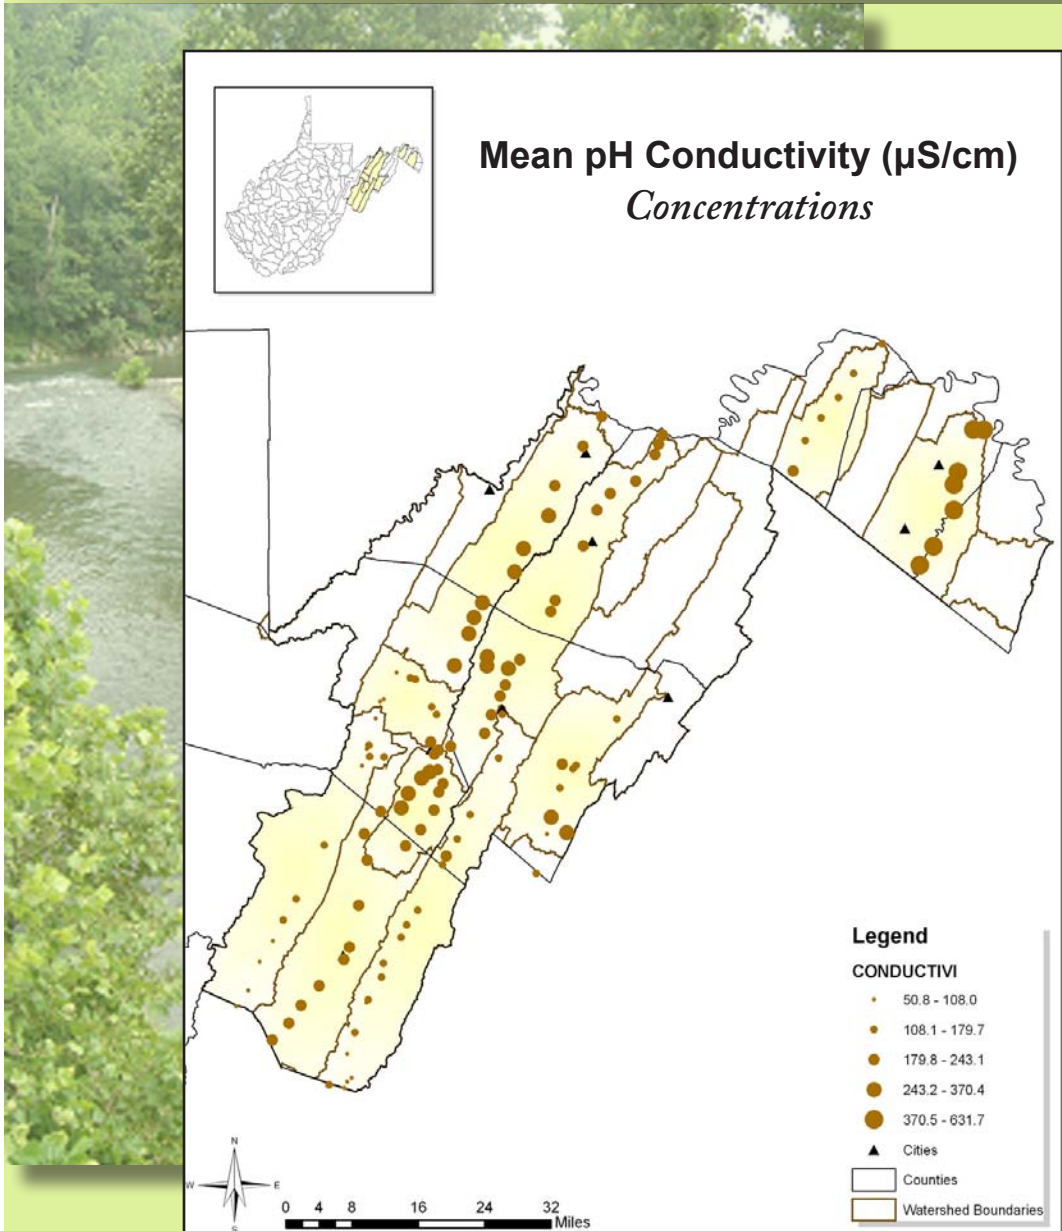 Mean pH Conductivity (µS/cm)
Concentrations
Legend
CONDUCTIVI
50.8 - 108.0
108.1 - 179.7
179.8 - 243.1
243.2 - 370.4
370.5 - 631.7
Cities
Counties
Watershed Boundaries
N
W E
S
0 4 8 16 24 32
Miles